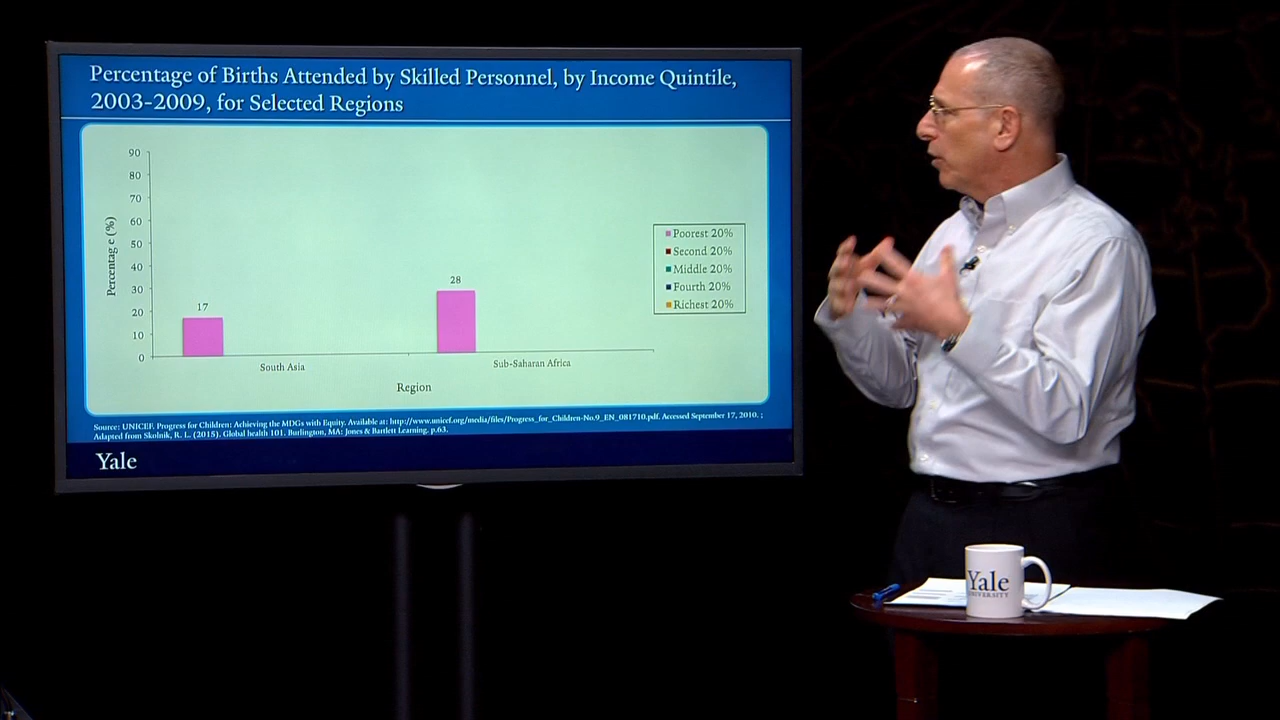 Percentage of Births Attended by Skilled Personnel, by Income Quintile,
2003-2009, for Selected Regions
90
80
70
60
50
40
30
20
10
0
Percentag e (%)
17
28
South Asia
Sub-Saharan Africa
Region
Poorest 20%
Second 20%
Middle 20%
Fourth 20%
Richest 20%
Source: UNICEF. Progress for Children: Achieving the MDGs with Equity. Available at: http://www.unicef.org/media/files/Progress_for_Children-No.9_EN_081710.pdf. Accessed September 17, 2010. ;
Adapted from Skolnik, R. L. (2015). Global health 101. Burlington, MA: Jones & Bartlett Learning. p.63.
Yale
Yale
UNIVERSITY